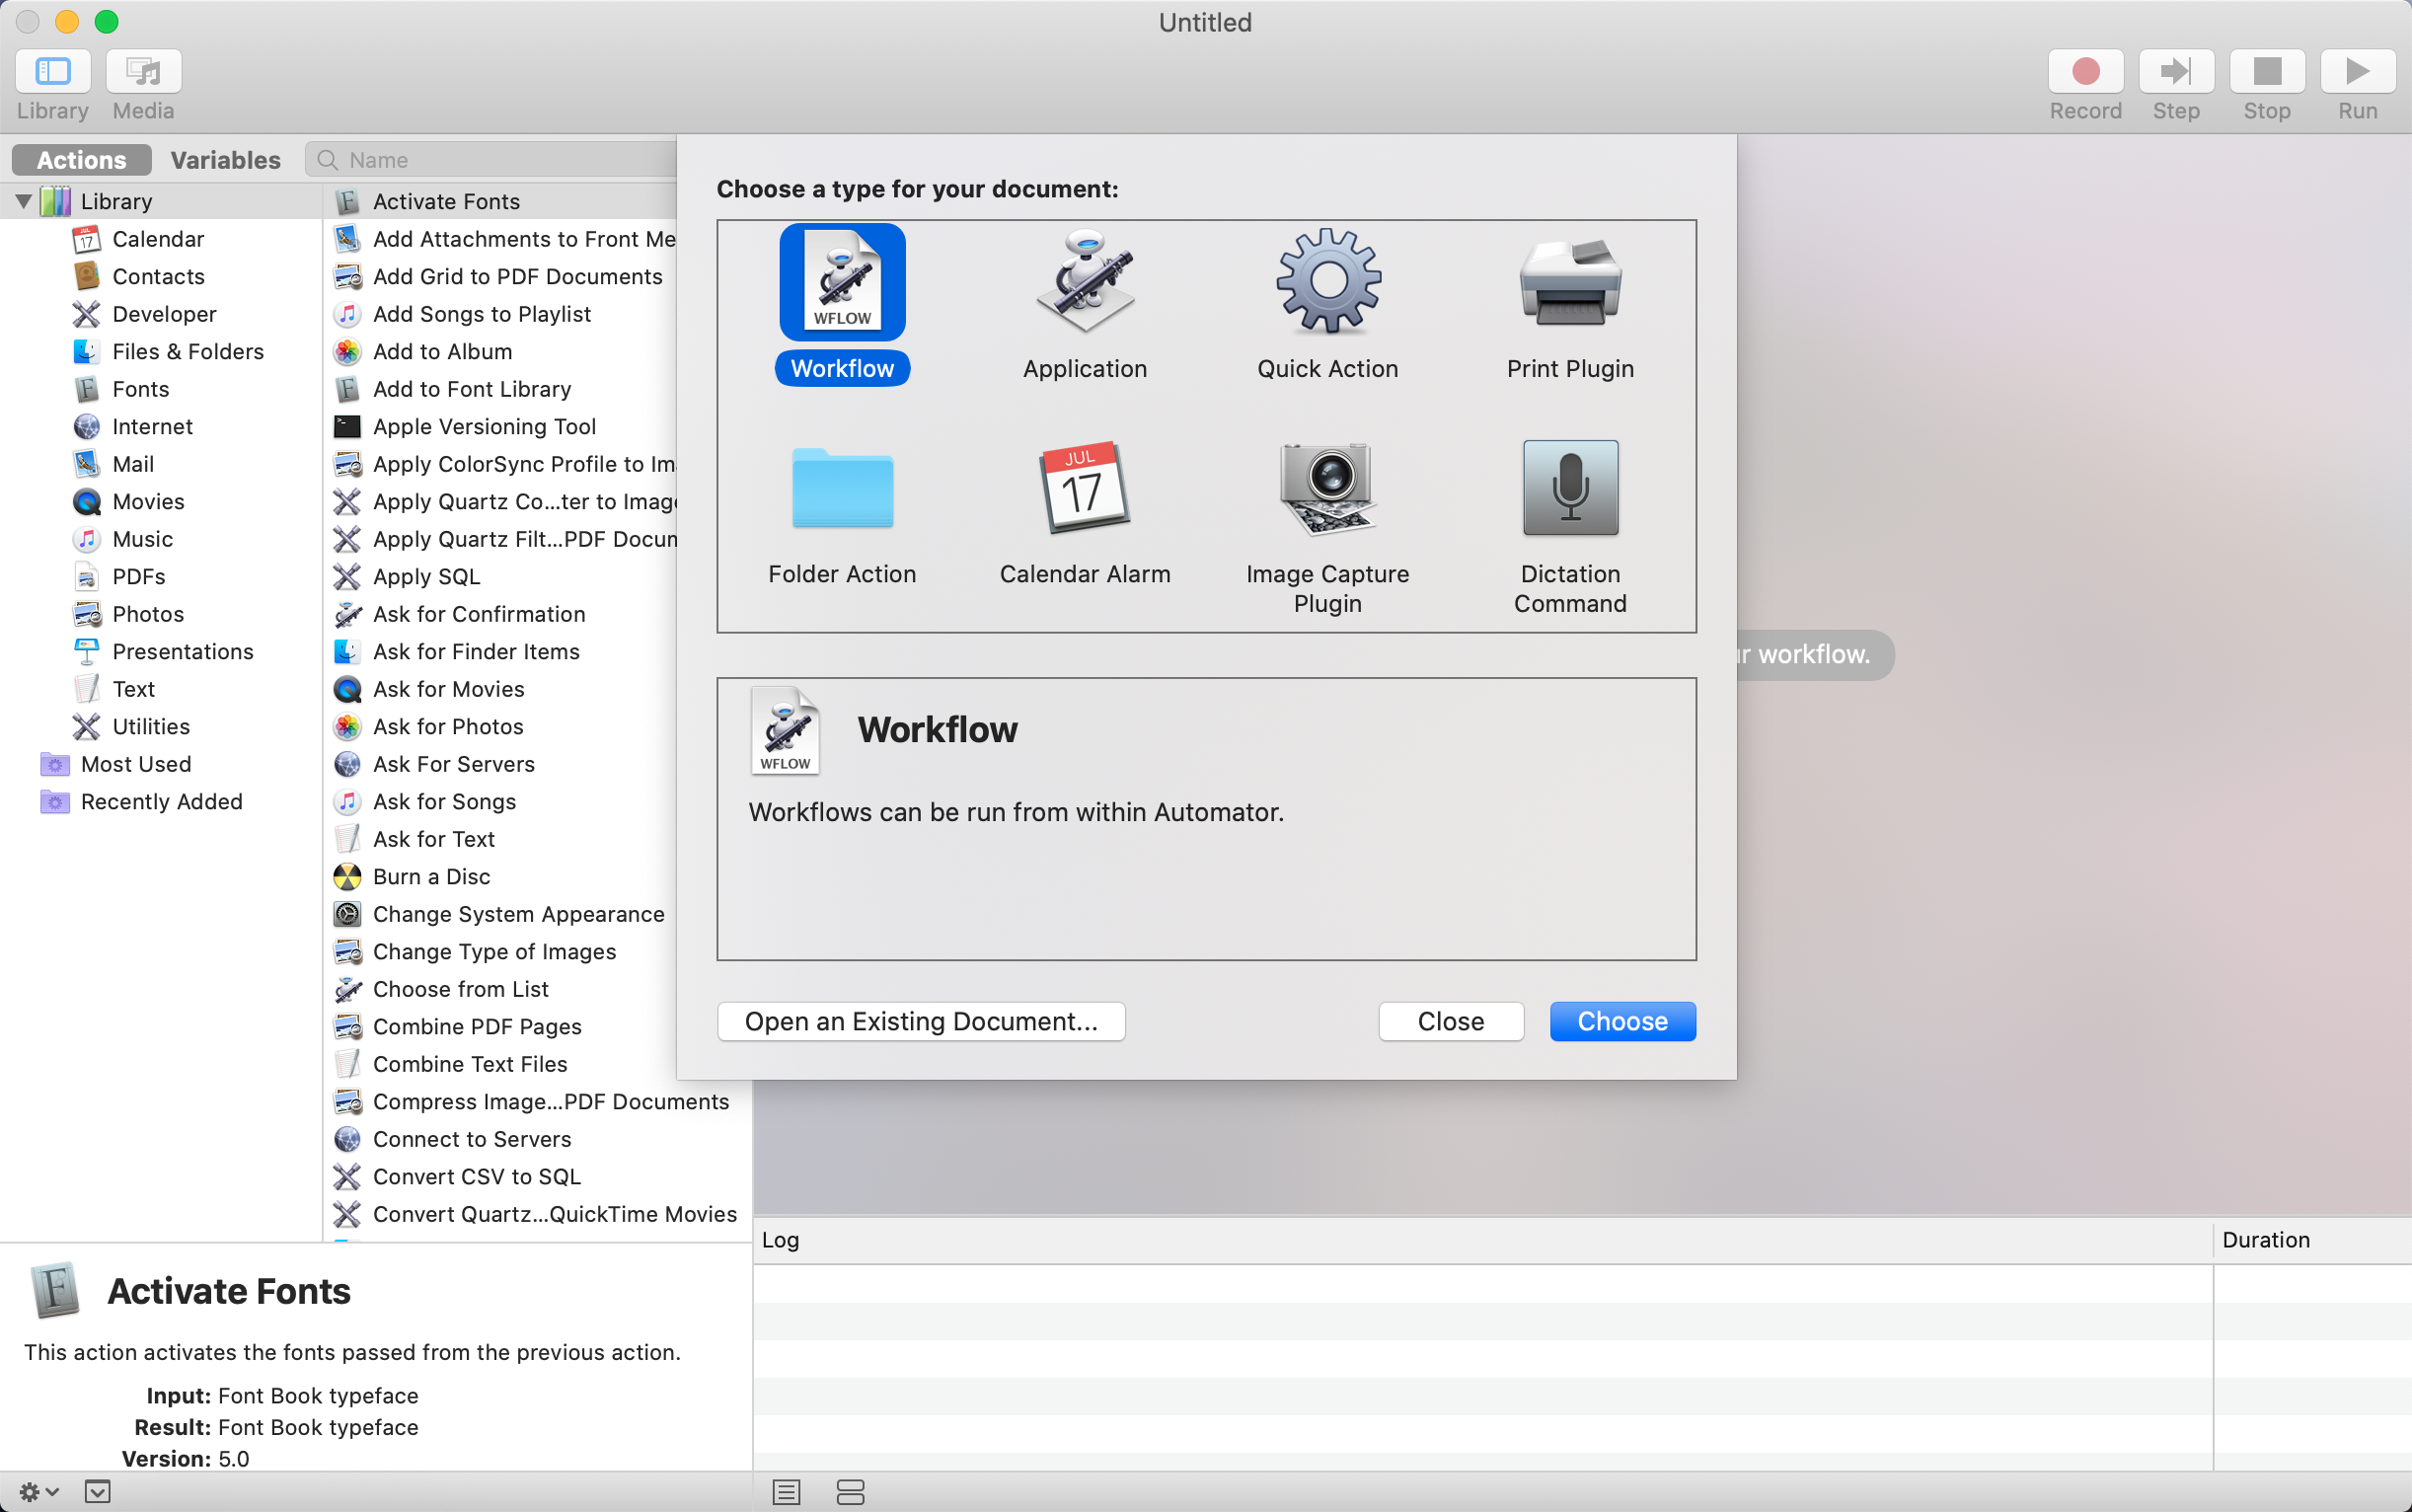 Untitled
Library
Media
Record
Step
Stop
Run
Actions
Variables
Name
Library
Calendar
Contacts
Developer
Files & Folders
Fonts
Internet
Mail
Movies
Music
PDFs
Photos
Presentations
Text
Utilities
Most Used
Recently Added
Activate Fonts
Add Attachments to Front Me
Add Grid to PDF Documents
Add Songs to Playlist
Add to Album
Add to Font Library
Apple Versioning Tool
Apply ColorSync Profile to Im
Apply Quartz Co...ter to Imag
Apply Quartz Filt...PDF Docum
Apply SQL
Ask for Confirmation
Ask for Finder Items
Ask for Movies
Ask for Photos
Ask For Servers
Ask for Songs
Ask for Text
Burn a Disc
Change System Appearance
Change Type of Images
Choose from List
Combine PDF Pages
Combine Text Files
Compress Image...PDF Documents
Connect to Servers
Convert CSV to SQL
Convert Quartz...QuickTime Movies
Choose a type for your document:
WFLOW
Workflow
Application
Quick Action
Print Plugin
Folder Action
JUL
17
Calendar Alarm
Image Capture
Plugin
Dictation
Command
r workflow.
WFLOW
Workflow
Workflows can be run from within Automator.
Open an Existing Document...
Close
Choose
Log
Duration
Activate Fonts
This action activates the fonts passed from the previous action.
Input: Font Book typeface
Result: Font Book typeface
Version: 5.0